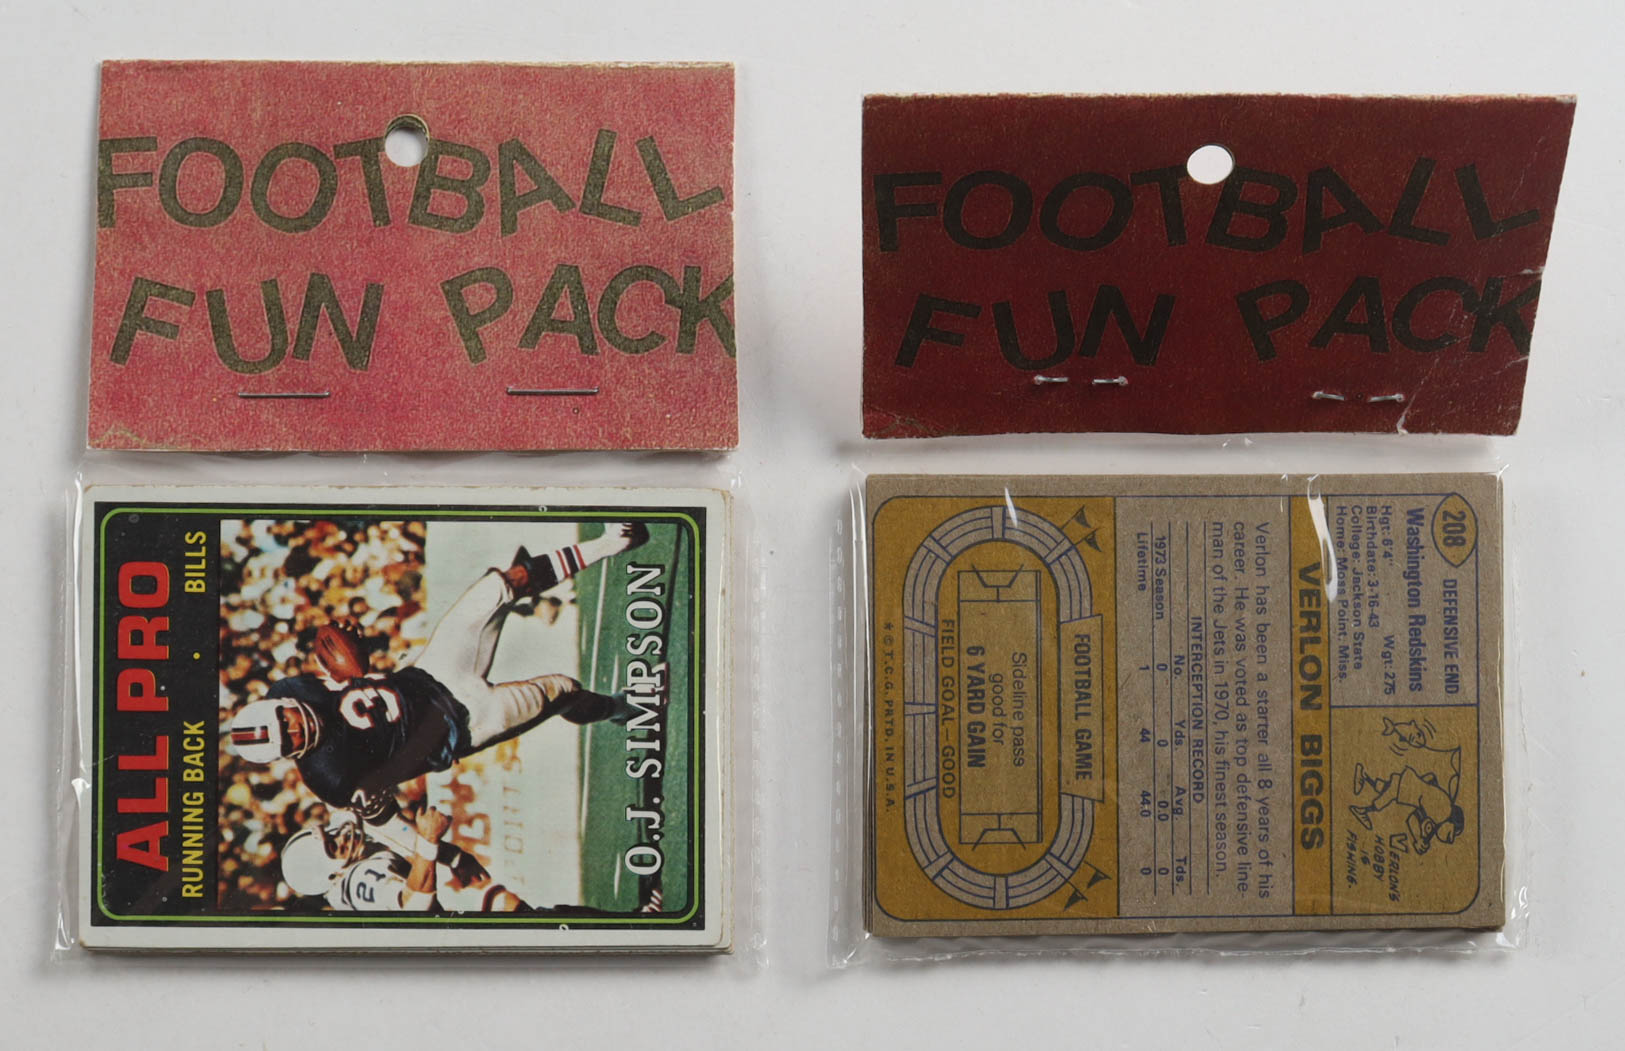 FOOTBALL
FUN PACK
ALL PRO
RUNNING BACK . BILLS
3
21
O.J. SIMPSON
FOOTBALL
FUN PACK
208
DEFENSIVE END
Washington Redskins
Hgt: 6'4" Wgt: 275
Birthdate: 3-16-43
College: Jackson State
Home: Moss Point, Miss.
VERLON'S
HOBBY
IS
FISHING.
VERLON BIGGS
Verlon has been a starter all 8 years of his
career. He was voted as top defensive line-
man of the Jets in 1970, his finest season.
INTERCEPTION RECORD
No. Yds. Avg. Tds.
1973 Season 0 0 0.0 0
Lifetime 1 44 44.0 0
FOOTBALL GAME
Sideline pass
good for
6 YARD GAIN
FIELD GOAL—GOOD
★ © T.C.G. PRTD. IN U.S.A.